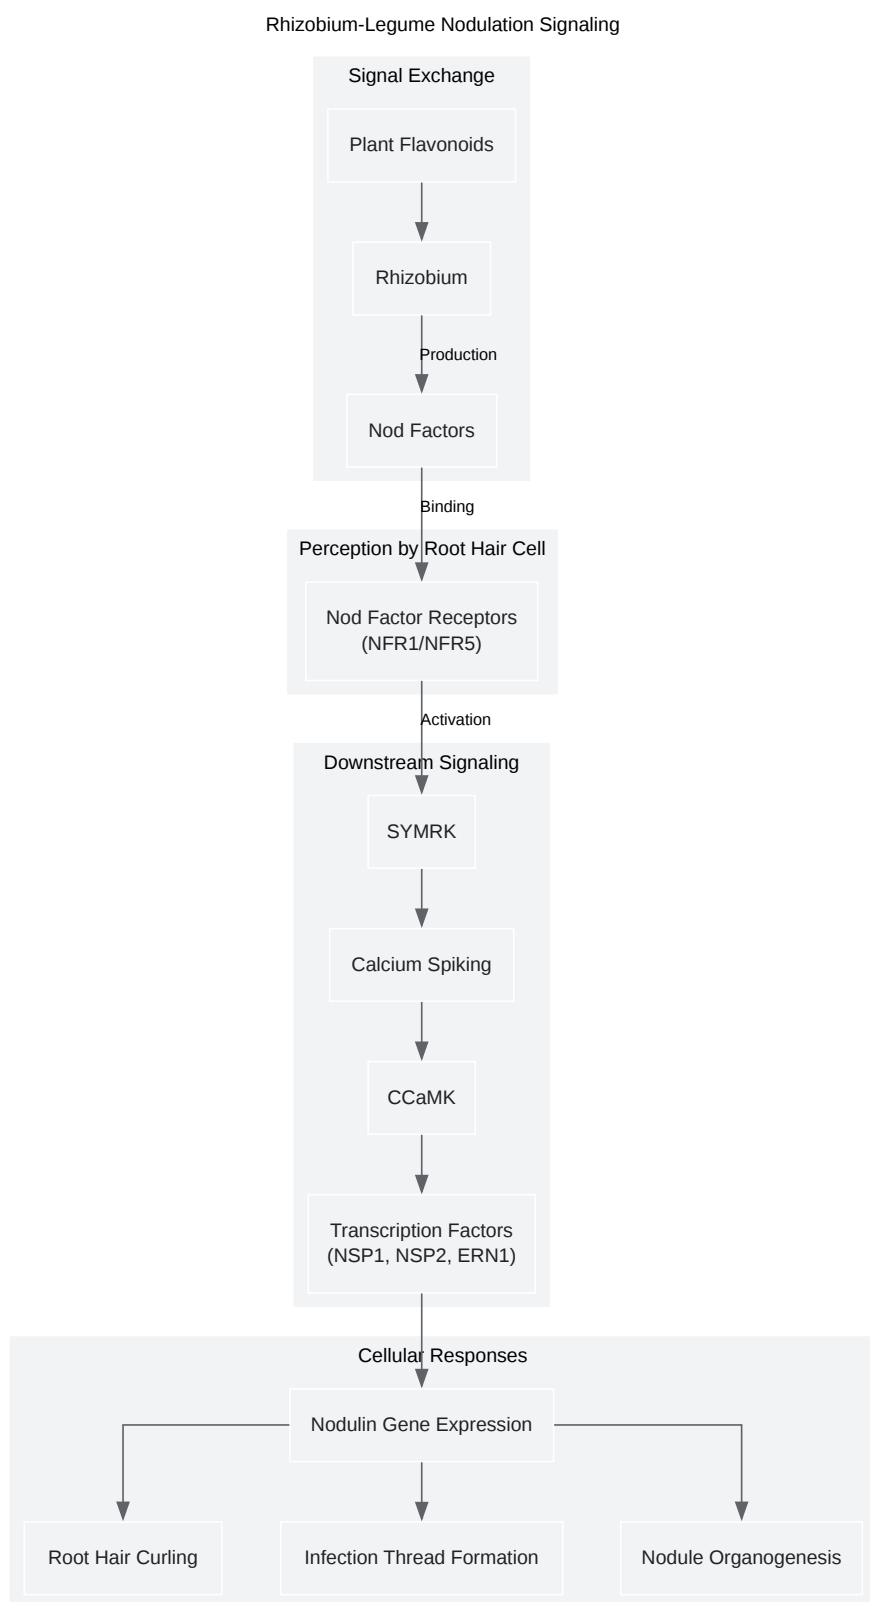 Rhizobium-Legume Nodulation Signaling
Signal Exchange
Plant Flavonoids
Rhizobium
Production
Nod Factors
Binding
Perception by Root Hair Cell
Nod Factor Receptors
(NFR1/NFR5)
Activation
Downstream Signaling
SYMRK
Calcium Spiking
CCaMK
Transcription Factors
(NSP1, NSP2, ERN1)
Cellular Responses
Nodulin Gene Expression
Root Hair Curling
Infection Thread Formation
Nodule Organogenesis